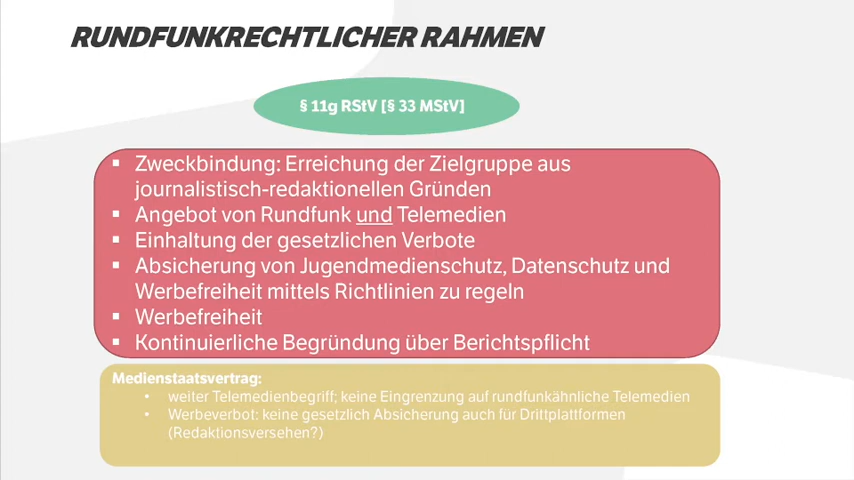 RUNDFUNKRECHTLICHER RAHMEN
§ 11g RStV [§ 33 MStV]
▪ Zweckbindung: Erreichung der Zielgruppe aus
journalistisch-redaktionellen Gründen
▪ Angebot von Rundfunk und Telemedien
▪ Einhaltung der gesetzlichen Verbote
▪ Absicherung von Jugendmedienschutz, Datenschutz und
Werbefreiheit mittels Richtlinien zu regeln
▪ Werbefreiheit
▪ Kontinuierliche Begründung über Berichtspflicht
Medienstaatsvertrag:
• weiter Telemedienbegriff; keine Eingrenzung auf rundfunkähnliche Telemedien
• Werbeverbot: keine gesetzlich Absicherung auch für Drittplattformen
(Redaktionsversehen?)